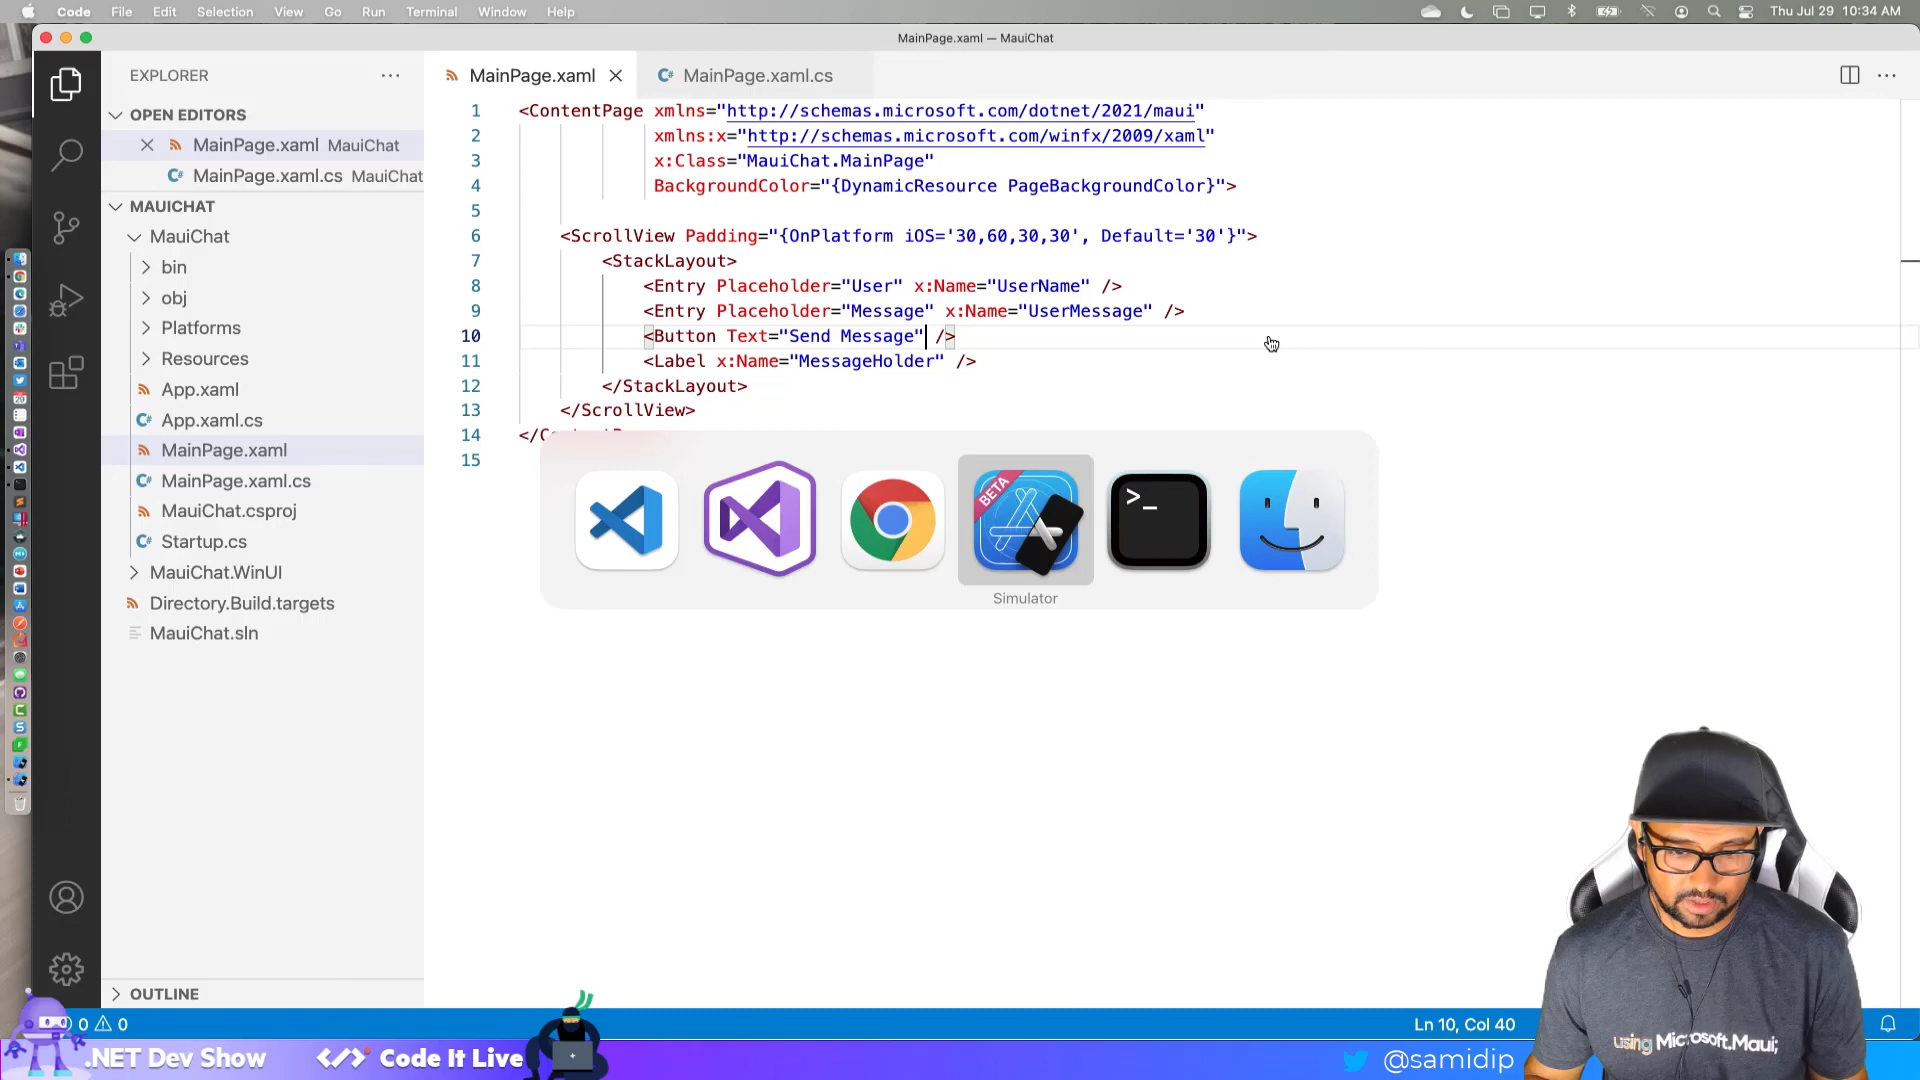 Code File Edit Selection View Go Run Terminal Window Help Thu Jul 29 10:34 AM
MainPage.xaml — MauiChat
EXPLORER
MainPage.xaml
MainPage.xaml.cs
OPEN EDITORS
MainPage.xaml MauiChat
MainPage.xaml.cs MauiChat
MAUICHAT
MauiChat
bin
obj
Platforms
Resources
App.xaml
App.xaml.cs
MainPage.xaml
MainPage.xaml.cs
MauiChat.csproj
Startup.cs
MauiChat.WinUI
Directory.Build.targets
MauiChat.sln
OUTLINE
1 <ContentPage xmlns="http://schemas.microsoft.com/dotnet/2021/maui"
2 xmlns:x="http://schemas.microsoft.com/winfx/2009/xaml"
3 x:Class="MauiChat.MainPage"
4 BackgroundColor="{DynamicResource PageBackgroundColor}">
5
6 <ScrollView Padding="{OnPlatform iOS='30,60,30,30', Default='30'}">
7 <StackLayout>
8 <Entry Placeholder="User" x:Name="UserName" />
9 <Entry Placeholder="Message" x:Name="UserMessage" />
10 <Button Text="Send Message" />
11 <Label x:Name="MessageHolder" />
12 </StackLayout>
13 </ScrollView>
14
15
BETA
>_
Simulator
0 0
Ln 10, Col 40
.NET Dev Show
</> Code It Live
@samidip
using Microsoft.Maui;